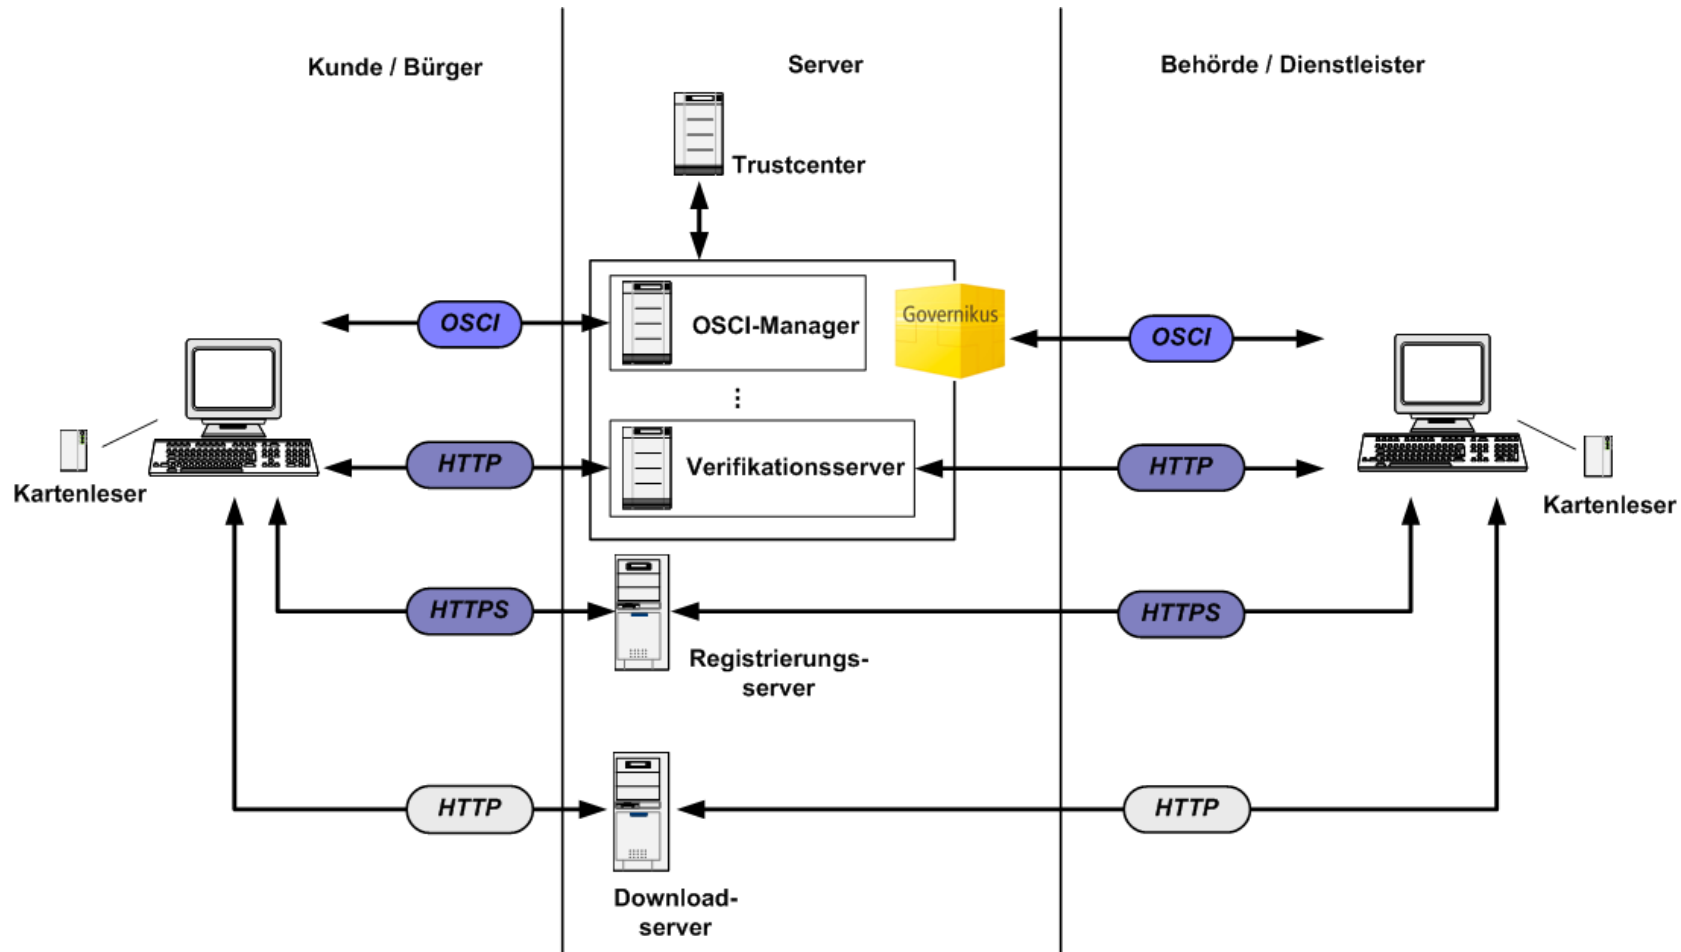 Kunde / Bürger
Server
Behörde / Dienstleister
Trustcenter
OSCI
OSCI-Manager
Governikus
OSCI
...
Kartenleser
HTTP
Verifikationsserver
HTTP
Kartenleser
HTTPS
HTTPS
Registrierungs-
server
HTTP
HTTP
Download-
server